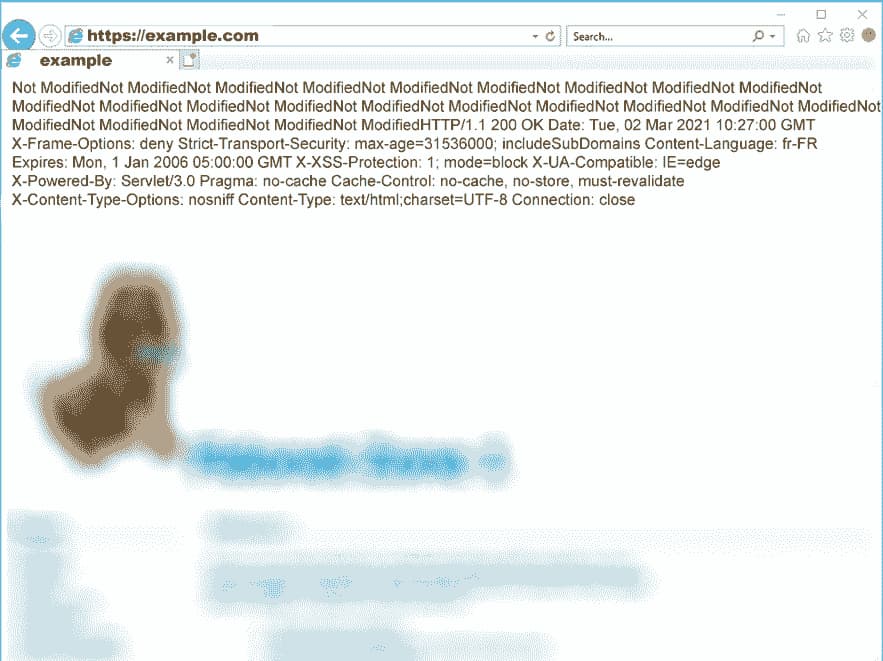 https://example.com
Search...
example
Not ModifiedNot ModifiedNot ModifiedNot ModifiedNot ModifiedNot ModifiedNot ModifiedNot ModifiedNot ModifiedNot
ModifiedNot ModifiedNot ModifiedNot ModifiedNot ModifiedNot ModifiedNot ModifiedNot ModifiedNot ModifiedNot ModifiedNot
ModifiedNot ModifiedNot ModifiedNot ModifiedNot ModifiedHTTP/1.1 200 OK Date: Tue, 02 Mar 2021 10:27:00 GMT
X-Frame-Options: deny Strict-Transport-Security: max-age=31536000; includeSubDomains Content-Language: fr-FR
Expires: Mon, 1 Jan 2006 05:00:00 GMT X-XSS-Protection: 1; mode=block X-UA-Compatible: IE=edge
X-Powered-By: Servlet/3.0 Pragma: no-cache Cache-Control: no-cache, no-store, must-revalidate
X-Content-Type-Options: nosniff Content-Type: text/html;charset=UTF-8 Connection: close